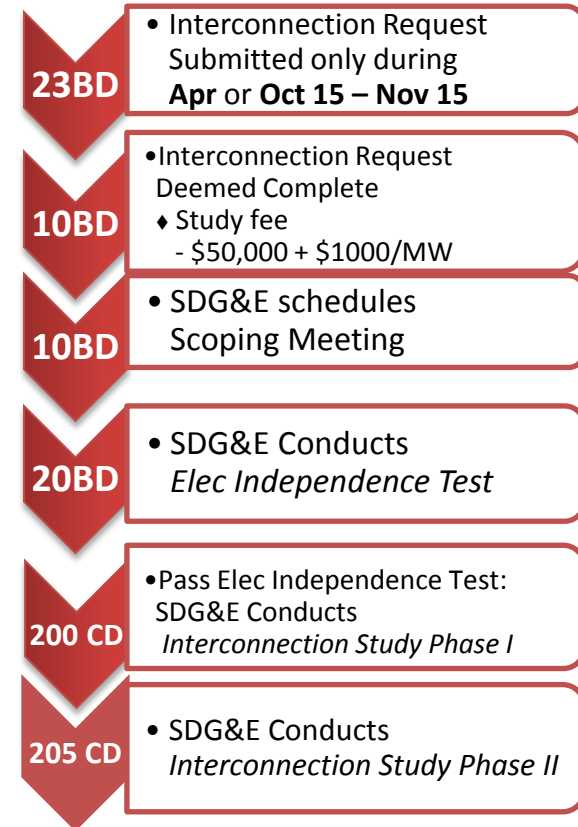 23BD
• Interconnection Request
Submitted only during
Apr or Oct 15 – Nov 15
10BD
•Interconnection Request
Deemed Complete
♦ Study fee
- $50,000 + $1000/MW
10BD
• SDG&E schedules
Scoping Meeting
20BD
• SDG&E Conducts
Elec Independence Test
200 CD
•Pass Elec Independence Test:
SDG&E Conducts
Interconnection Study Phase I
205 CD
• SDG&E Conducts
Interconnection Study Phase II